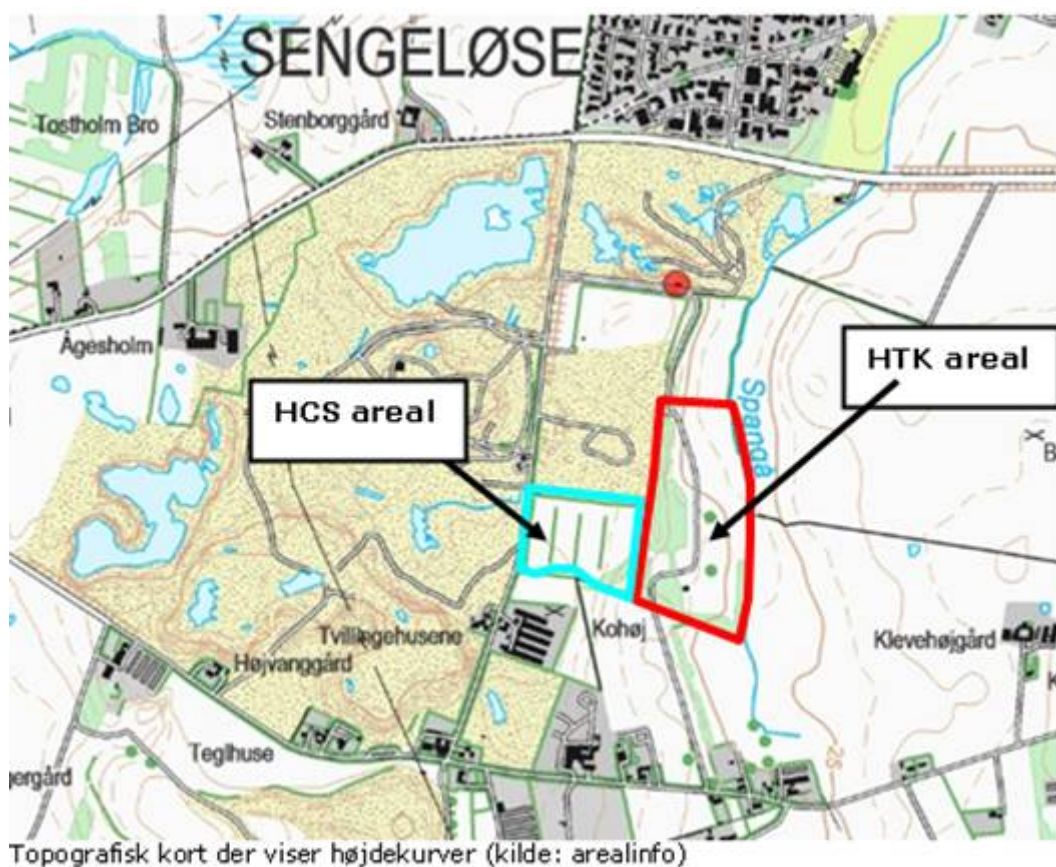 SENGELØSE
Tostholm Bro
Stenborggård
Ågesholm
HTK areal
HCS areal
Spangå
B
Tvillingehusene
Kohøj
Klevehøjgård
K
Højvanggård
Teglhuse
25
ergård
Topografisk kort der viser højdekurver (kilde: arealinfo)